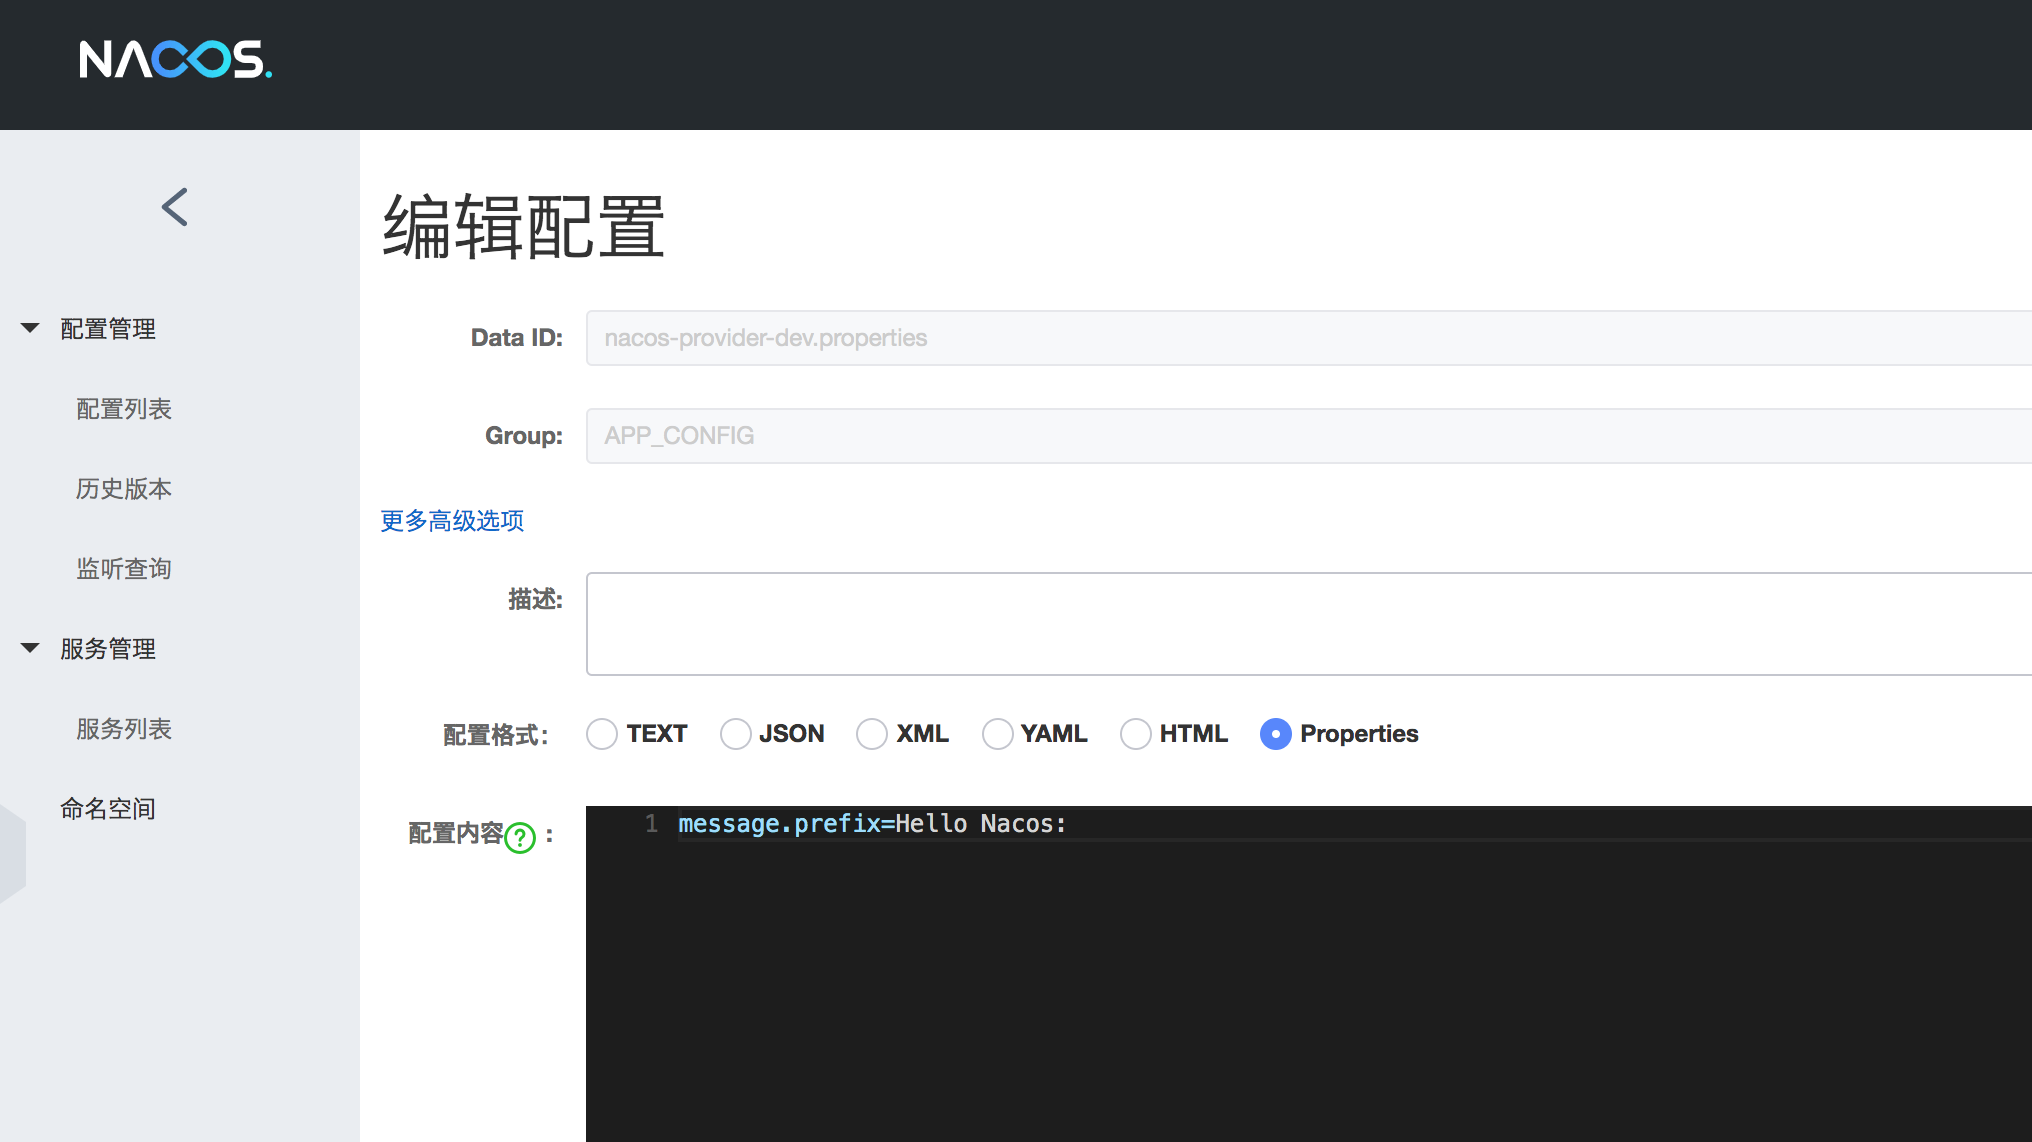 NACOS.
配置管理
配置列表
历史版本
监听查询
服务管理
服务列表
命名空间
编辑配置
Data ID: nacos-provider-dev.properties
Group: APP_CONFIG
更多高级选项
描述:
配置格式: TEXT JSON XML YAML HTML Properties
配置内容? :
1 message.prefix=Hello Nacos: